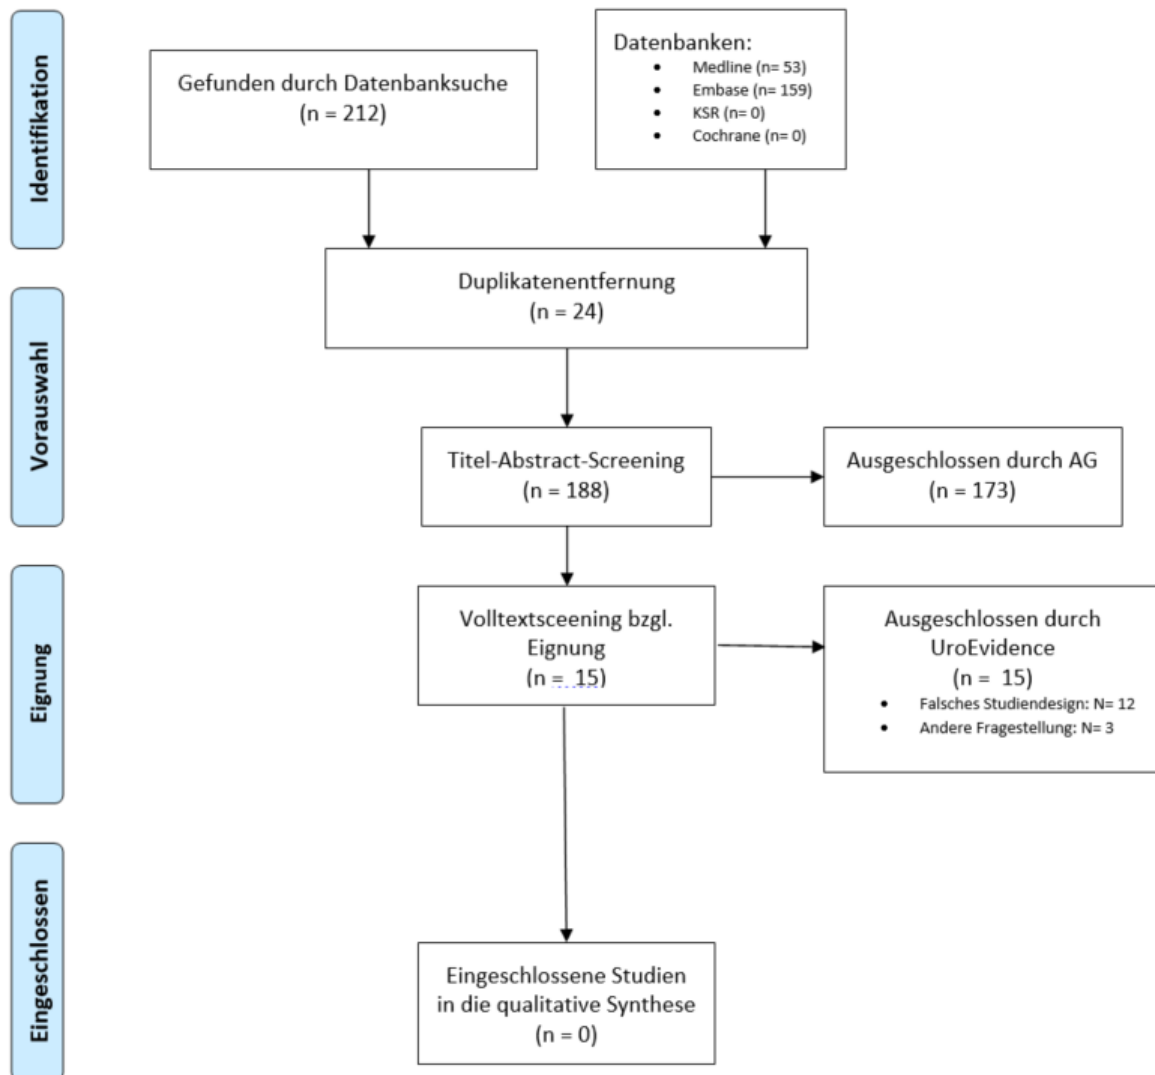 Identifikation
Gefunden durch Datenbanksuche
(n = 212)
Datenbanken:
• Medline (n= 53)
• Embase (n= 159)
• KSR (n= 0)
• Cochrane (n= 0)
Duplikatenentfernung
(n = 24)
Vorauswahl
Titel-Abstract-Screening
(n = 188)
Ausgeschlossen durch AG
(n = 173)
Eignung
Volltextsceening bzgl.
Eignung
(n = 15)
Ausgeschlossen durch
UroEvidence
(n = 15)
• Falsches Studiendesign: N= 12
• Andere Fragestellung: N= 3
Eingeschlossen
Eingeschlossene Studien
in die qualitative Synthese
(n = 0)